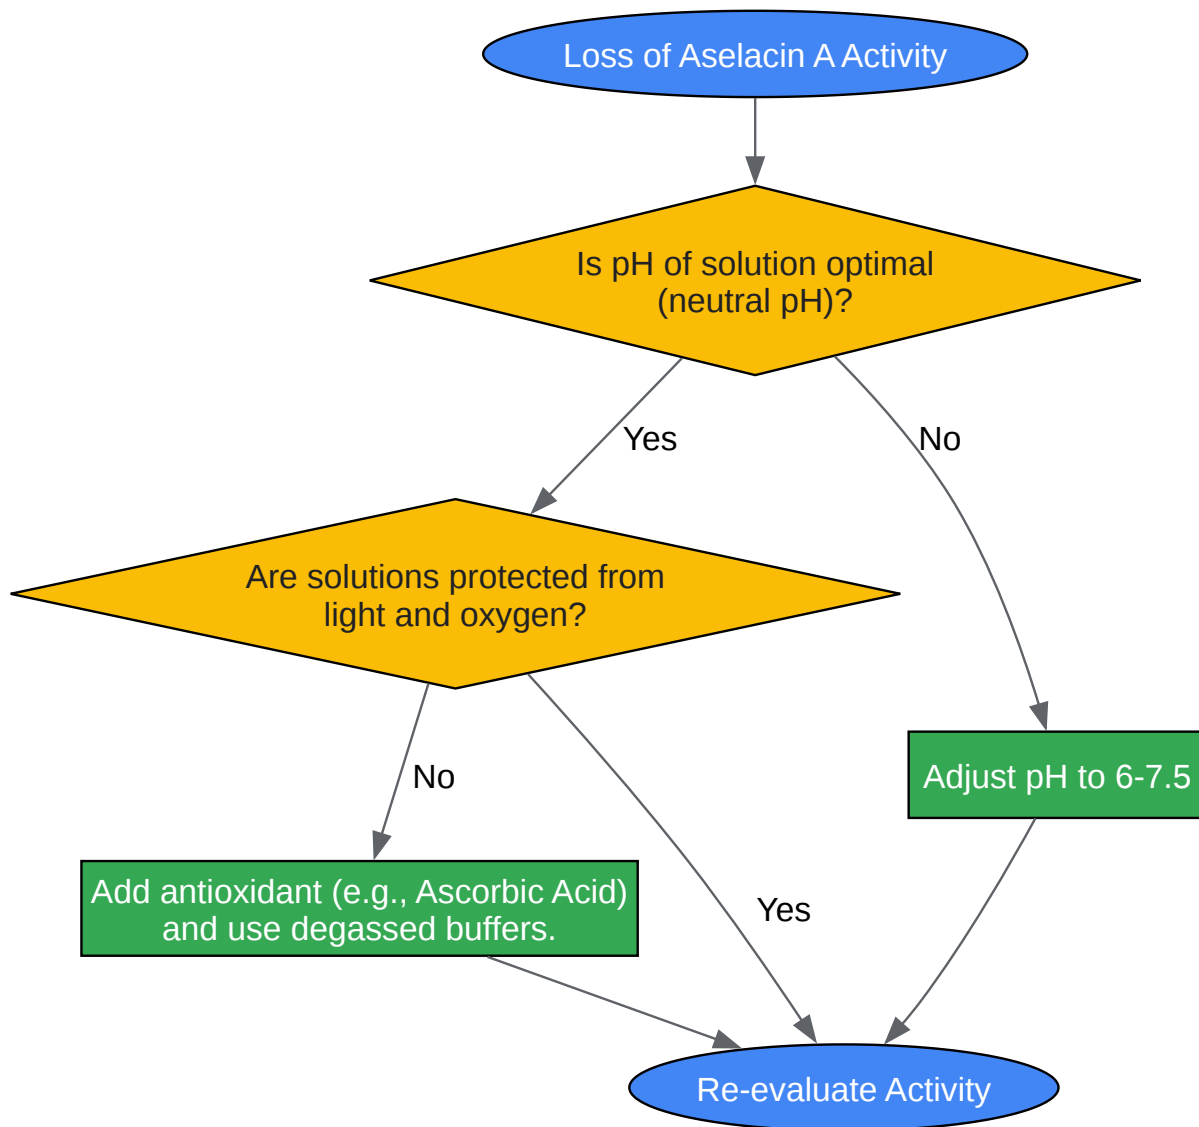 Loss of Aselacin A Activity
Is pH of solution optimal
(neutral pH)?
Yes
No
Are solutions protected from
light and oxygen?
No
Adjust pH to 6-7.5
Add antioxidant (e.g., Ascorbic Acid)
and use degassed buffers.
Yes
Re-evaluate Activity